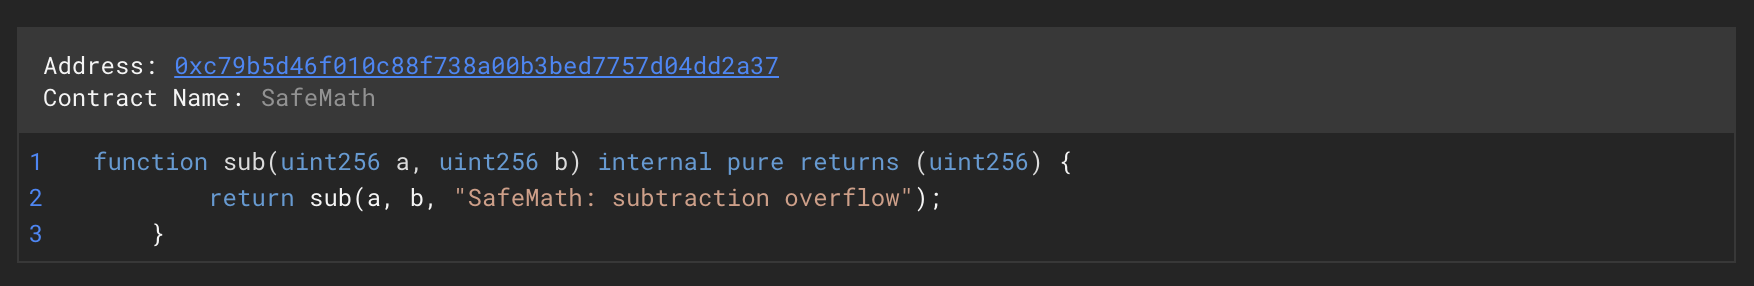 Address: 0xc79b5d46f010c88f738a00b3bed7757d04dd2a37
Contract Name: SafeMath
1 function sub(uint256 a, uint256 b) internal pure returns (uint256) {
2 return sub(a, b, "SafeMath: subtraction overflow");
3 }